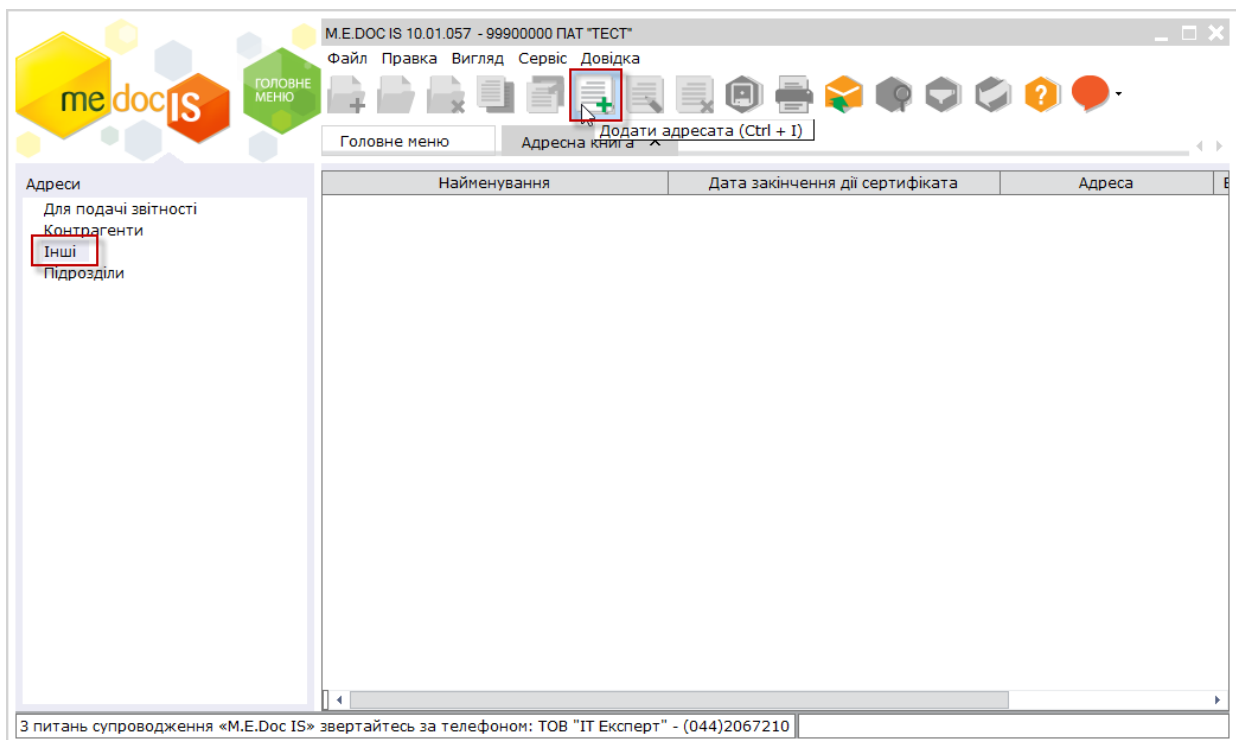 M.E.DOC IS 10.01.057 - 99900000 ПАТ "ТЕСТ"
Файл Правка Вигляд Сервіс Довідка
me doc IS
ГОЛОВНЕ
МЕНЮ
Додати адресата (Ctrl + I)
Головне меню
Адресна книга
Адреси
Найменування
Дата закінчення дії сертифіката
Адреса
Для подачі звітності
Контрагенти
Інші
Підрозділи
З питань супроводження «M.E.Doc IS» звертайтесь за телефоном: ТОВ "ІТ Експерт" - (044)2067210